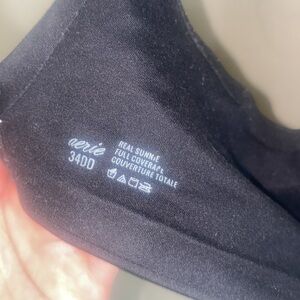 aerie
34DD
REAL SUNNiE
FULL COVERAGE
COUVERTURE TOTALE